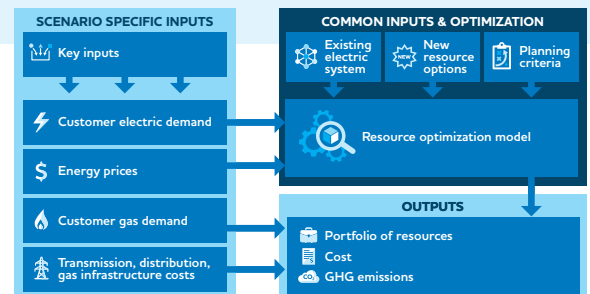 SCENARIO SPECIFIC INPUTS
Key inputs
Customer electric demand
Energy prices
Customer gas demand
Transmission, distribution,
gas infrastructure costs
COMMON INPUTS & OPTIMIZATION
Existing
electric
system
NEW
New
resource
options
Planning
criteria
Resource optimization model
OUTPUTS
Portfolio of resources
$
Cost
CO₂
GHG emissions